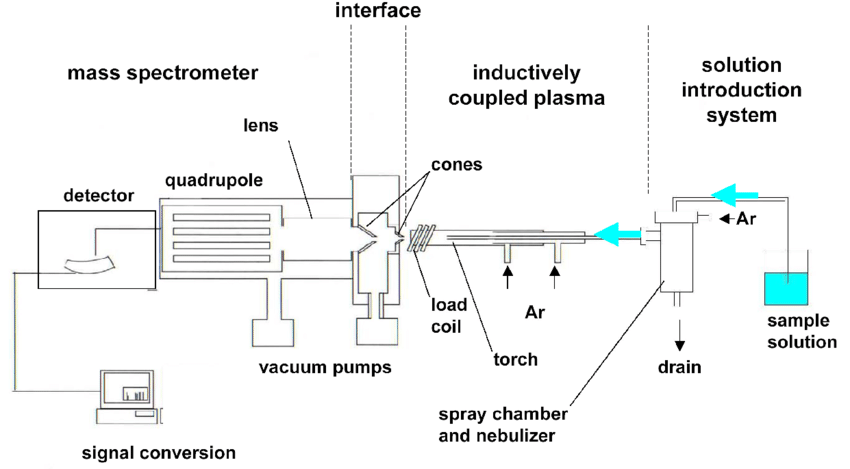 interface
mass spectrometer
inductively
coupled plasma
solution
introduction
system
lens
cones
quadrupole
detector
Ar
load
coil
Ar
torch
sample
solution
vacuum pumps
drain
spray chamber
and nebulizer
signal conversion